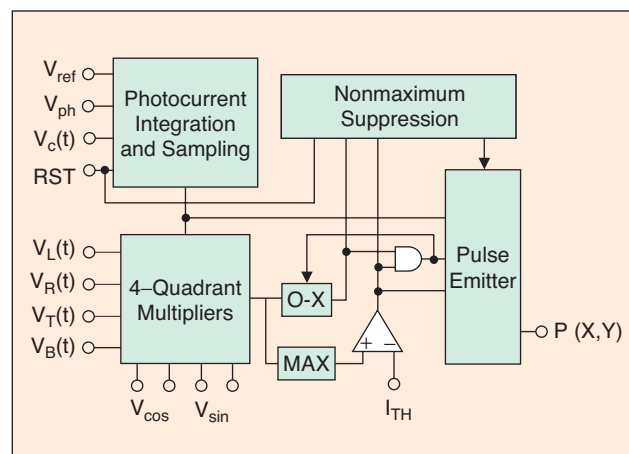 V_ref
V_ph
V_c(t)
RST
Photocurrent
Integration
and Sampling
Nonmaximum
Suppression
V_L(t)
V_R(t)
V_T(t)
V_B(t)
4–Quadrant
Multipliers
O-X
MAX
+ −
Pulse
Emitter
P (X,Y)
V_cos
V_sin
I_TH